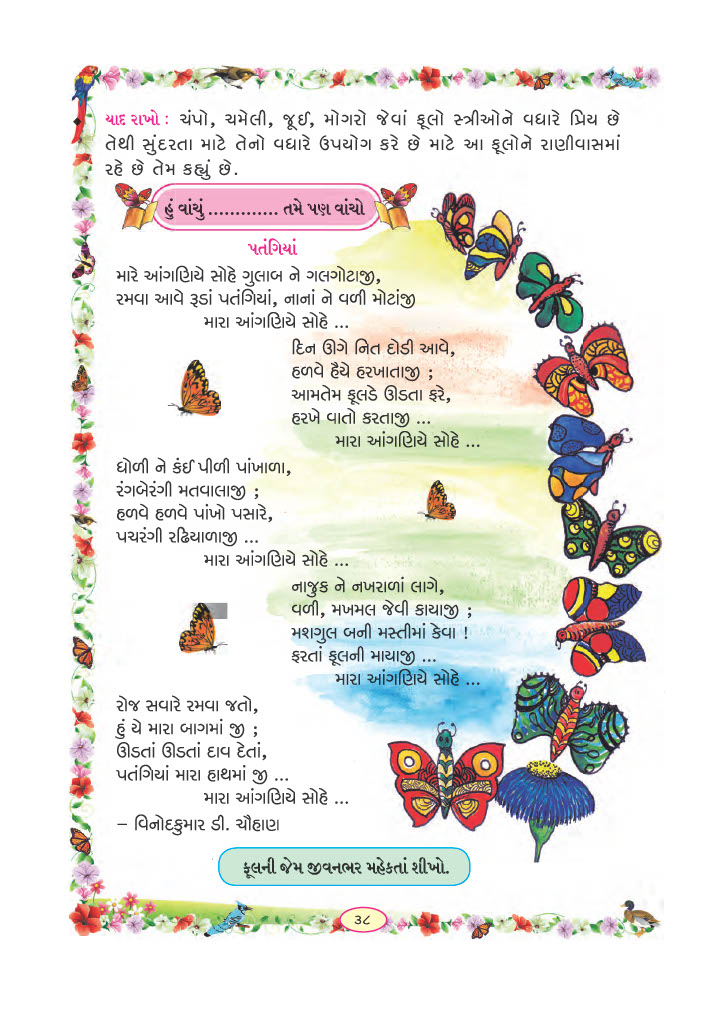 યાદ રાખો : ચંપો, ચમેલી, જૂઈ, મોગરો જેવાં ફૂલો સ્ત્રીઓને વધારે પ્રિય છે
તેથી સુંદરતા માટે તેનો વધારે ઉપયોગ કરે છે માટે આ ફૂલોને રાણીવાસમાં
રહે છે તેમ કહ્યું છે.
હું વાંચું ............. તમે પણ વાંચો
પતંગિયાં
મારે આંગણિયે સોહે ગુલાબ ને ગલગોટાજી,
રમવા આવે રૂડાં પતંગિયાં, નાનાં ને વળી મોટાંજી
મારા આંગણિયે સોહે ...
દિન ઊગે નિત દોડી આવે,
હળવે હૈયે હરખાતાજી ;
આમતેમ ફૂલડે ઊડતા ફરે,
હરખે વાતો કરતાજી ...
મારા આંગણિયે સોહે ...
ધોળી ને કંઈ પીળી પાંખાળા,
રંગબેરંગી મતવાલાજી ;
હળવે હળવે પાંખો પસારે,
પચરંગી રઢિયાળાજી ...
મારા આંગણિયે સોહે ...
નાજુક ને નખરાળાં લાગે,
વળી, મખમલ જેવી કાયાજી ;
મશગુલ બની મસ્તીમાં કેવા !
ફરતાં ફૂલની માયાજી ...
મારા આંગણિયે સોહે ...
રોજ સવારે રમવા જતો,
હું યે મારા બાગમાં જી ;
ઊડતાં ઊડતાં દાવ દેતાં,
પતંગિયાં મારા હાથમાં જી ...
મારા આંગણિયે સોહે ...
– વિનોદકુમાર ડી. ચૌહાણ
ફૂલની જેમ જીવનભર મહેકતાં શીખો.
૩૮